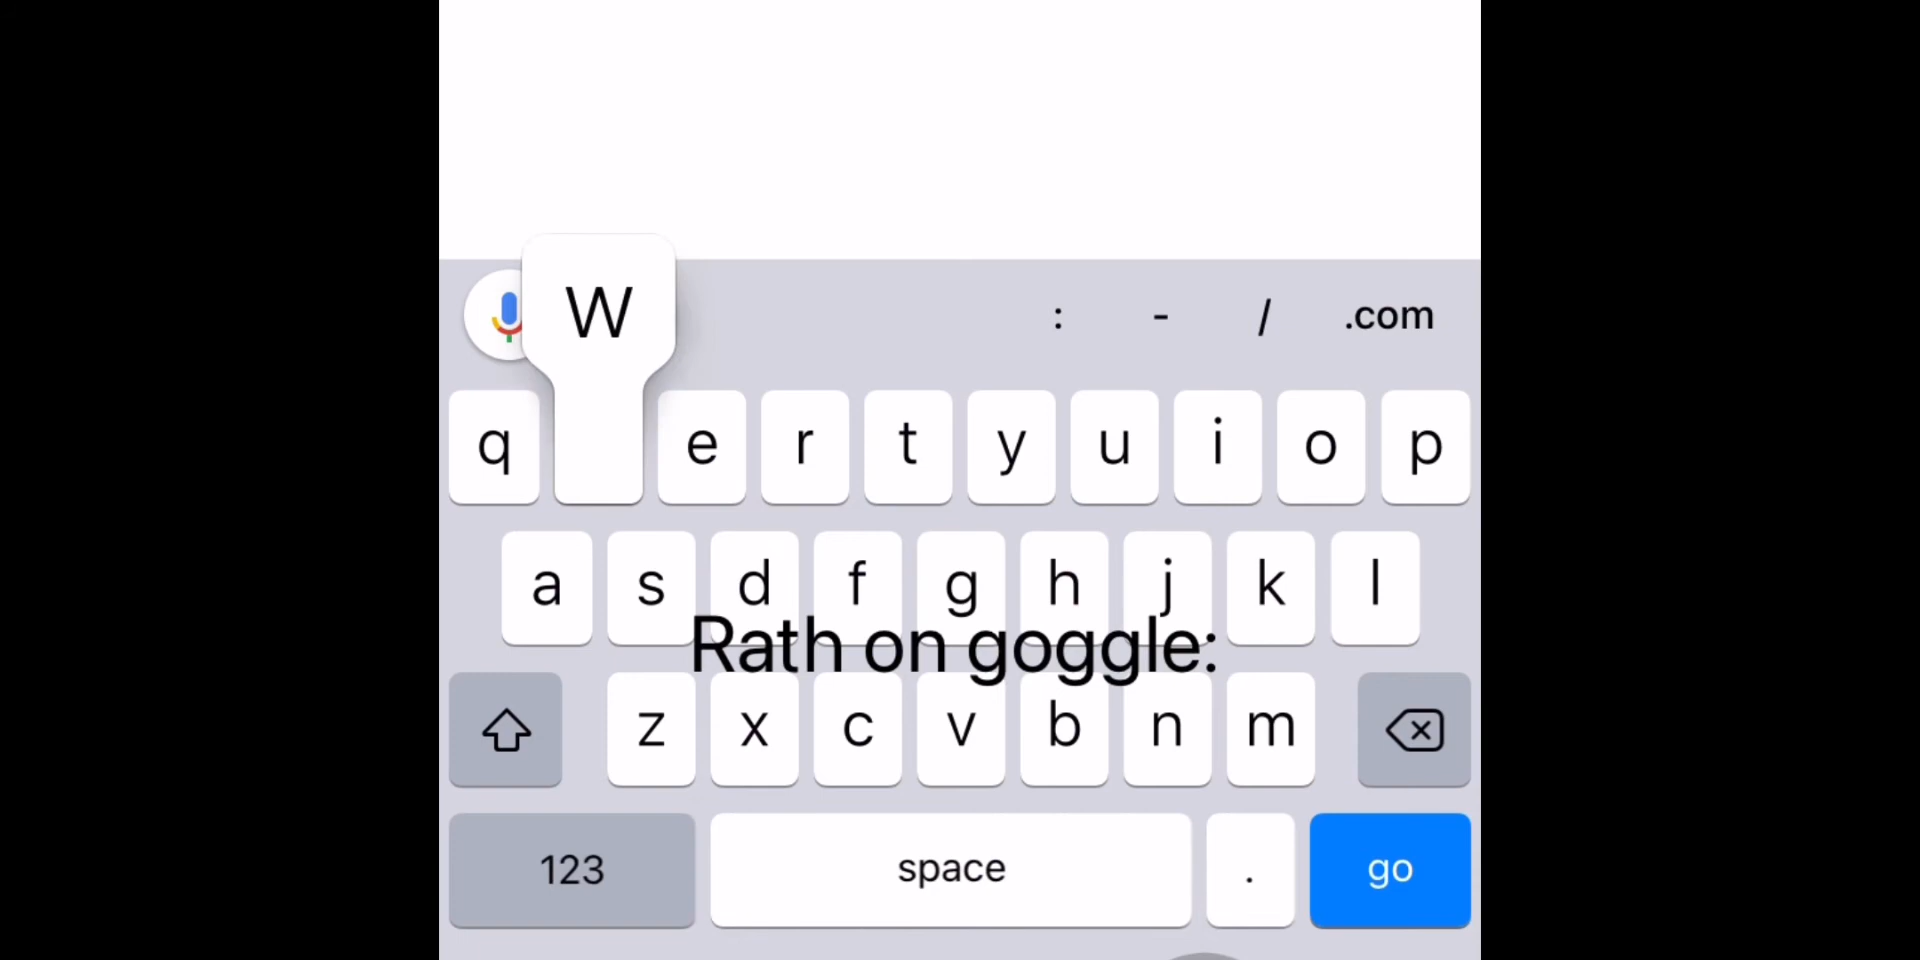 W
: - / .com
q e r t y u i o p
a s d f g h j k l
Rath on goggle:
z x c v b n m
123 space . go